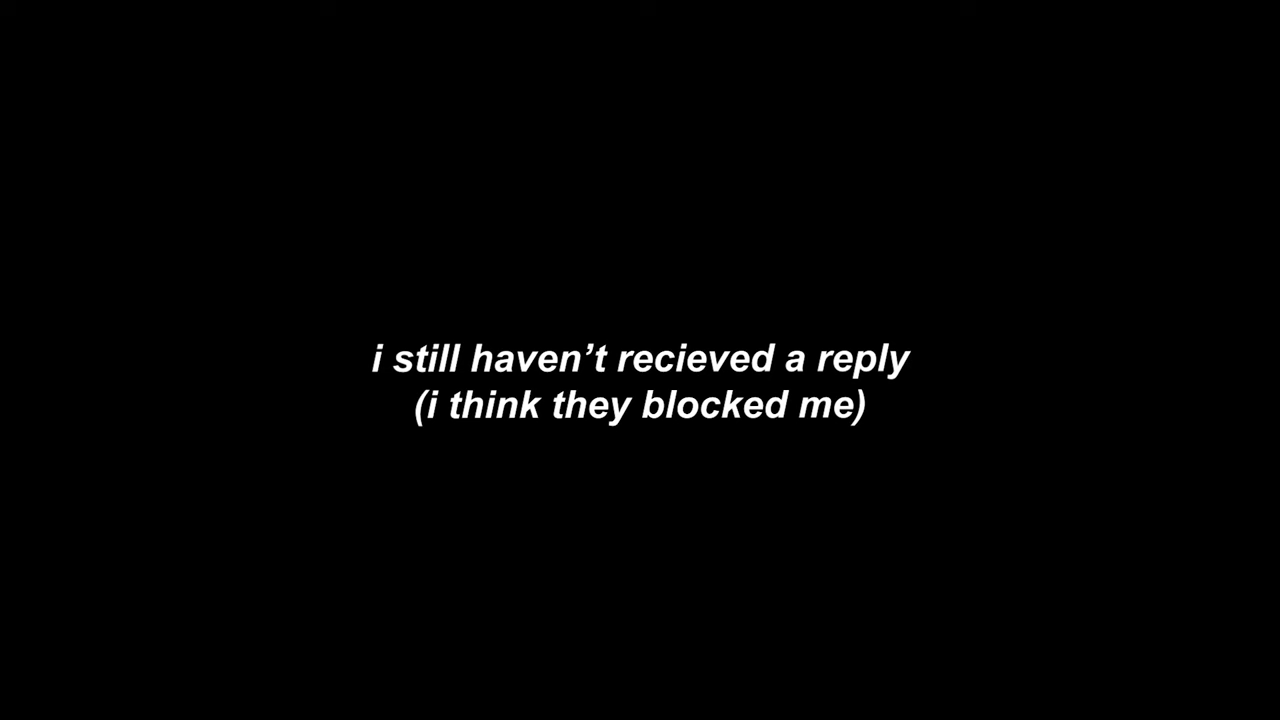 i still haven’t recieved a reply
(i think they blocked me)